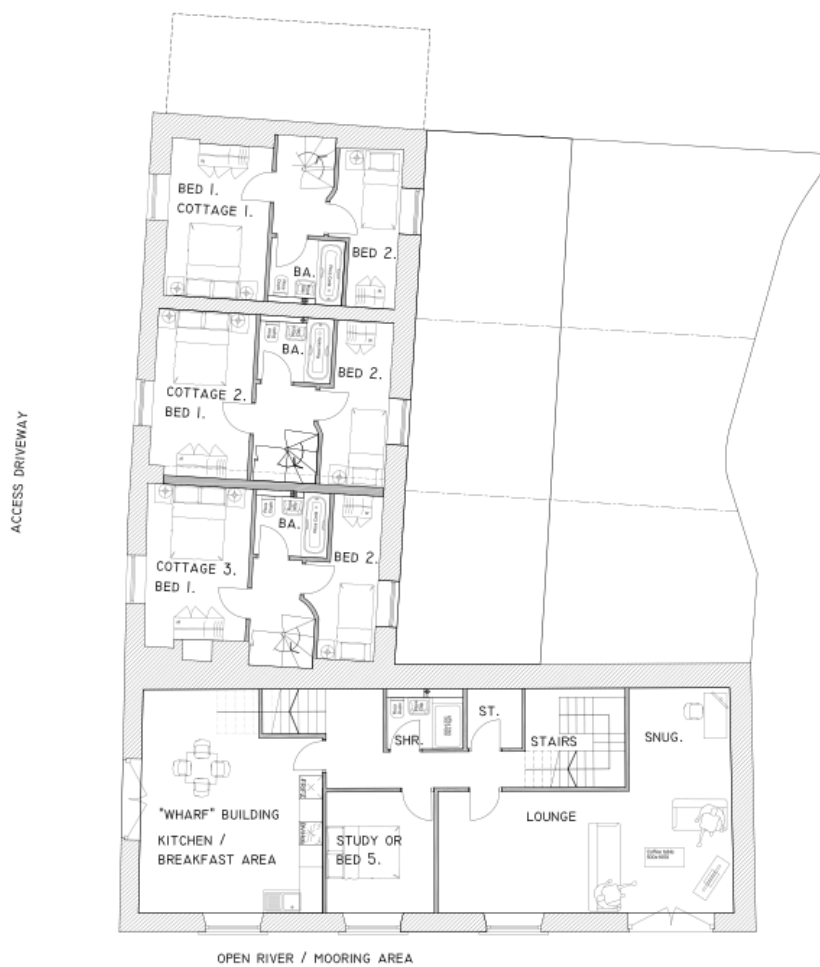 BED 1.
COTTAGE 1.
BED 2.
BA.
BA.
BED 2.
COTTAGE 2.
BED 1.
ACCESS DRIVEWAY
BA.
BED 2.
COTTAGE 3.
BED 1.
ST.
SHR.
STAIRS
SNUG.
"WHARF" BUILDING
KITCHEN /
BREAKFAST AREA
STUDY OR
BED 5.
LOUNGE
Coffee table
OPEN RIVER / MOORING AREA